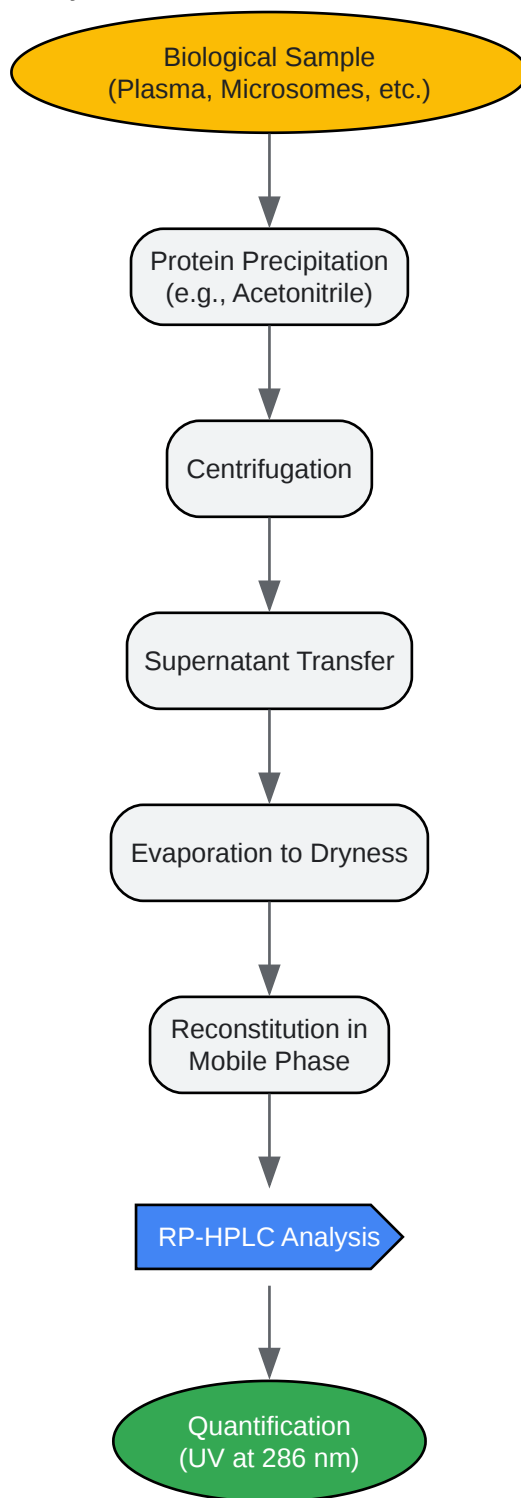 Biological Sample
(Plasma, Microsomes, etc.)
Protein Precipitation
(e.g., Acetonitrile)
Centrifugation
Supernatant Transfer
Evaporation to Dryness
Reconstitution in
Mobile Phase
RP-HPLC Analysis
Quantification
(UV at 286 nm)